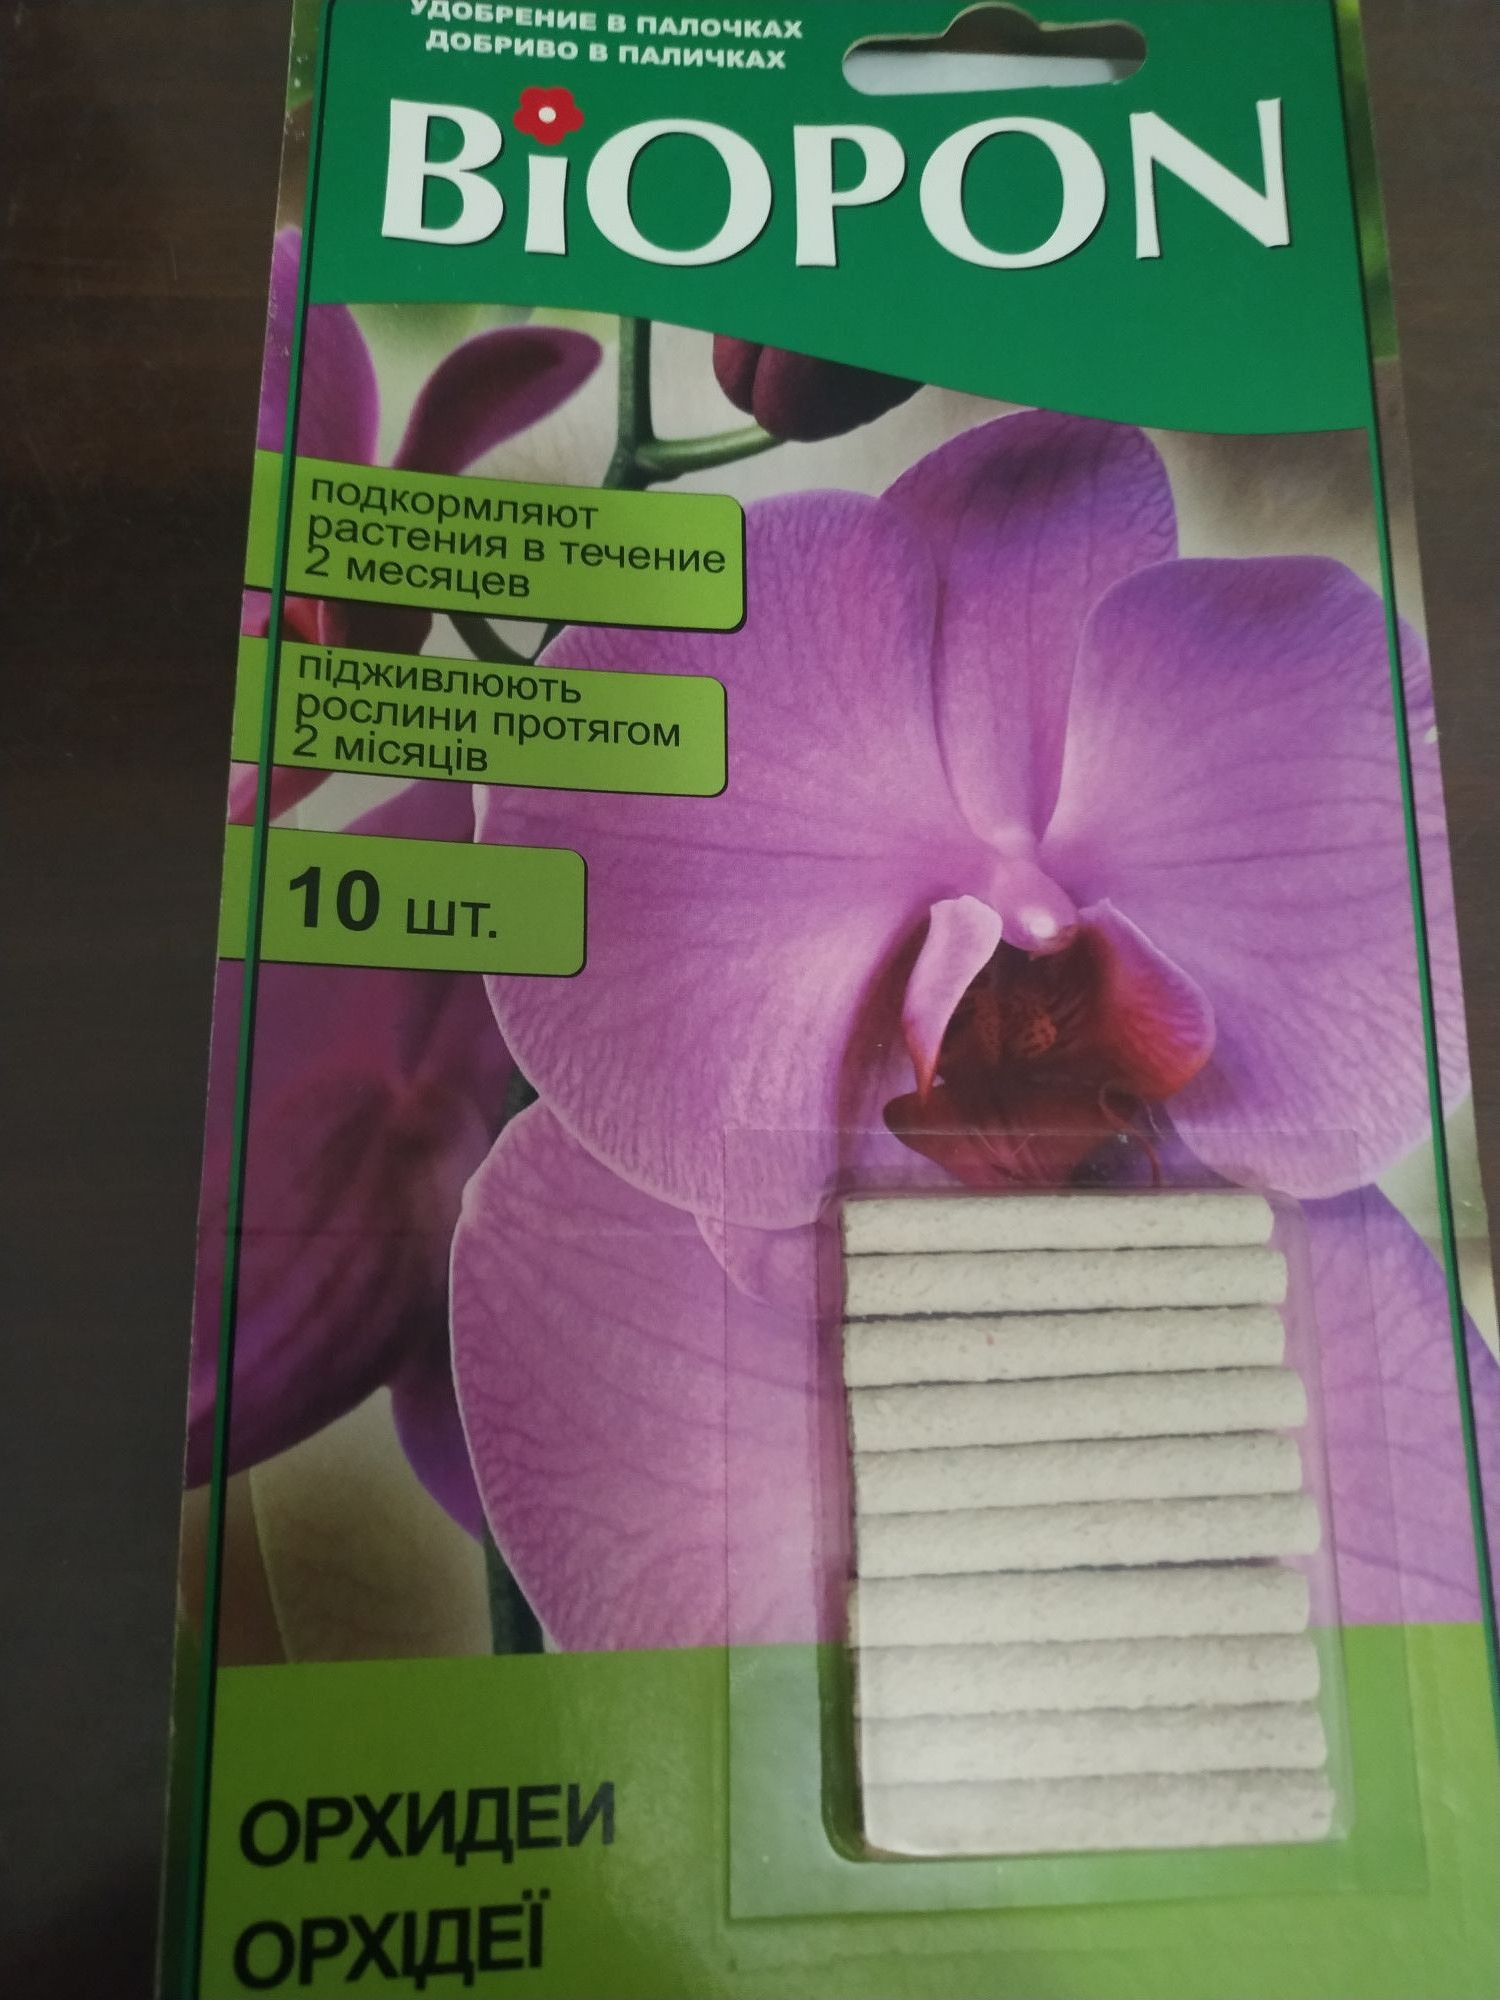 УДОБРЕНИЕ В ПАЛОЧКАХ
ДОБРИВО В ПАЛИЧКАХ
BiOPON
подкормляют
растения в течение
2 месяцев
підживлюють
рослини протягом
2 місяців
10 шт.
ОРХИДЕИ
ОРХІДЕЇ